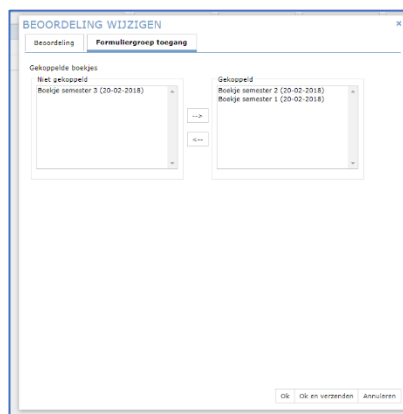 BEOORDELING WIJZIGEN
×
Beoordeling Formuliergroep toegang
Gekoppelde boekjes
Niet gekoppeld
Boekje semester 3 (20-02-2018)
-->
<--
Gekoppeld
Boekje semester 2 (20-02-2018)
Boekje semester 1 (20-02-2018)
Ok Ok en verzenden Annuleren